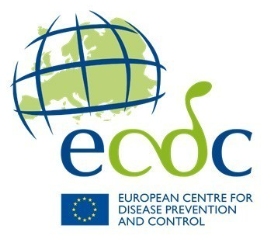 ecdc
EUROPEAN CENTRE FOR
DISEASE PREVENTION
AND CONTROL